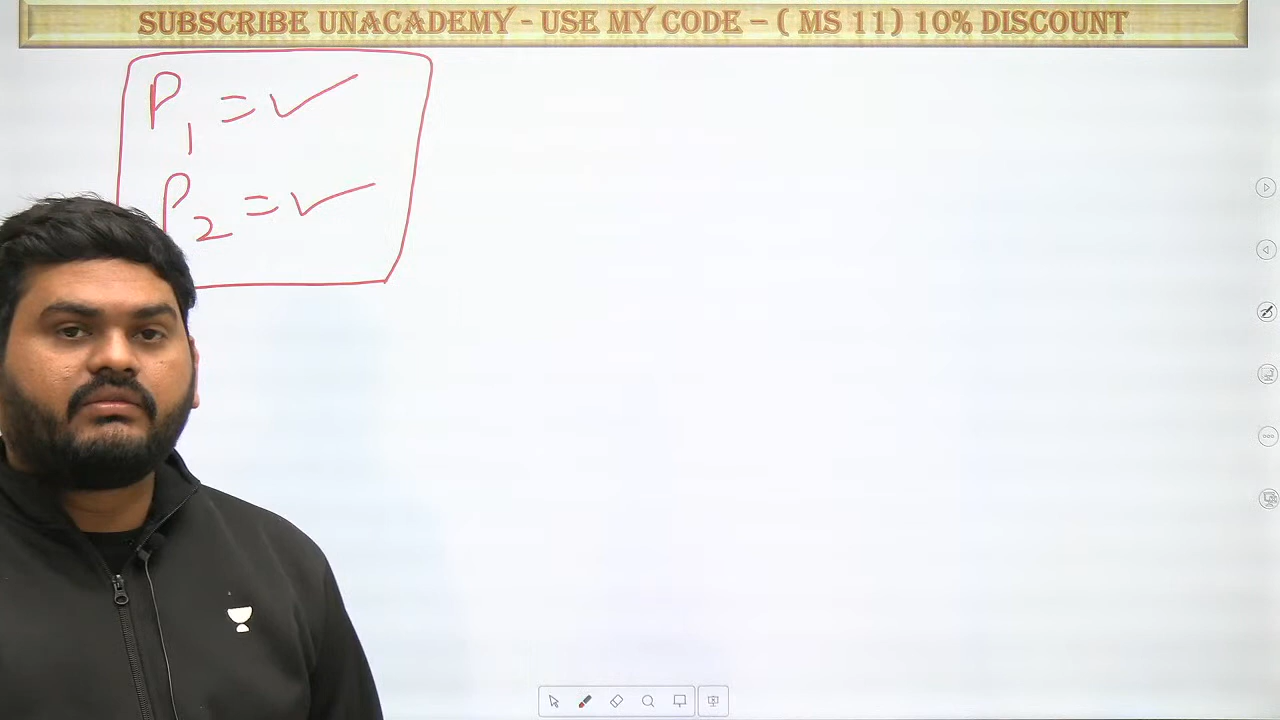 SUBSCRIBE UNACADEMY - USE MY CODE – ( MS 11) 10% DISCOUNT
P₁ = ✓
P₂ = ✓